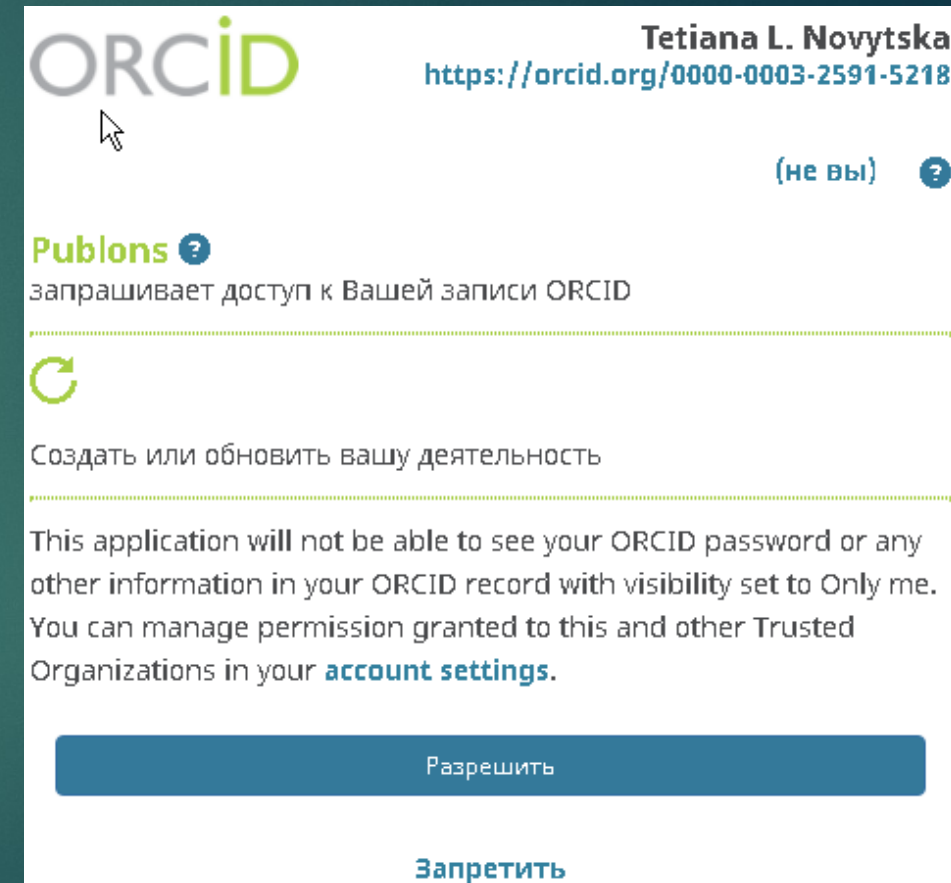 ORCID
Tetiana L. Novytska
https://orcid.org/0000-0003-2591-5218
(не вы) ?
Publons ?
запрашивает доступ к Вашей записи ORCID
Создать или обновить вашу деятельность
This application will not be able to see your ORCID password or any
other information in your ORCID record with visibility set to Only me.
You can manage permission granted to this and other Trusted
Organizations in your account settings.
Разрешить
Запретить